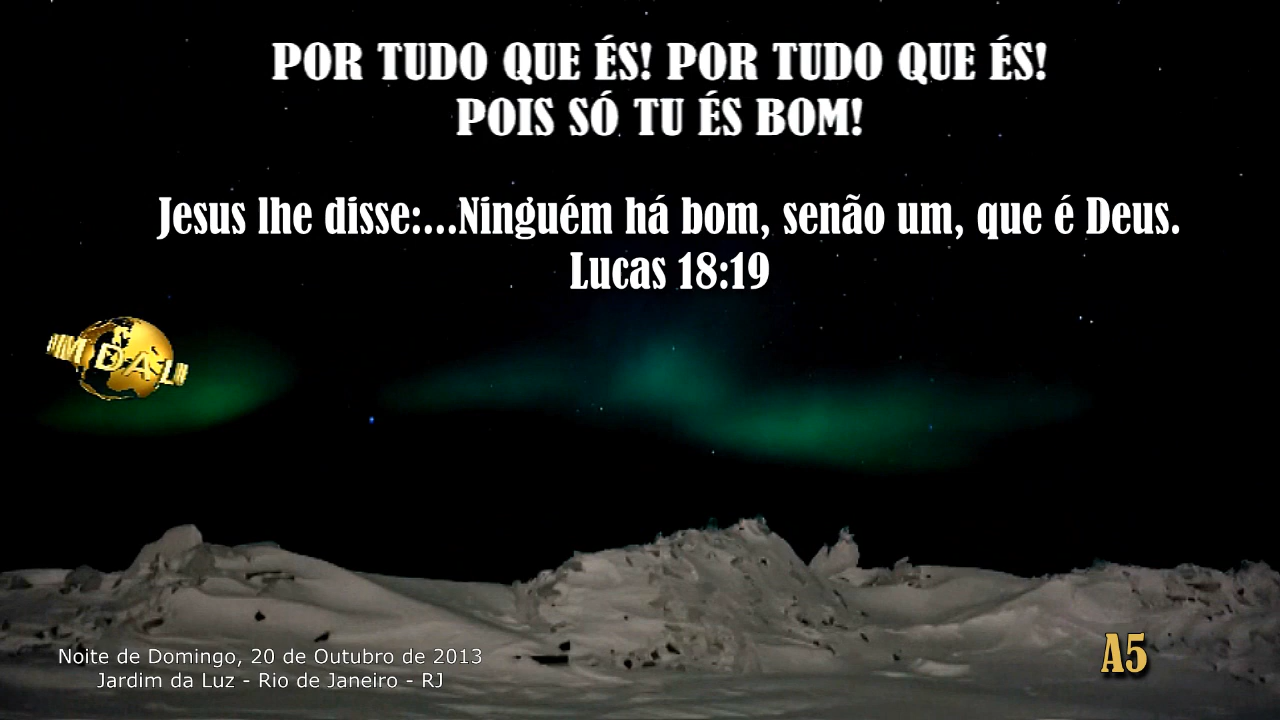 POR TUDO QUE ÉS! POR TUDO QUE ÉS!
POIS SÓ TU ÉS BOM!
Jesus lhe disse:...Ninguém há bom, senão um, que é Deus.
Lucas 18:19
DAL
Noite de Domingo, 20 de Outubro de 2013
Jardim da Luz - Rio de Janeiro - RJ
A5